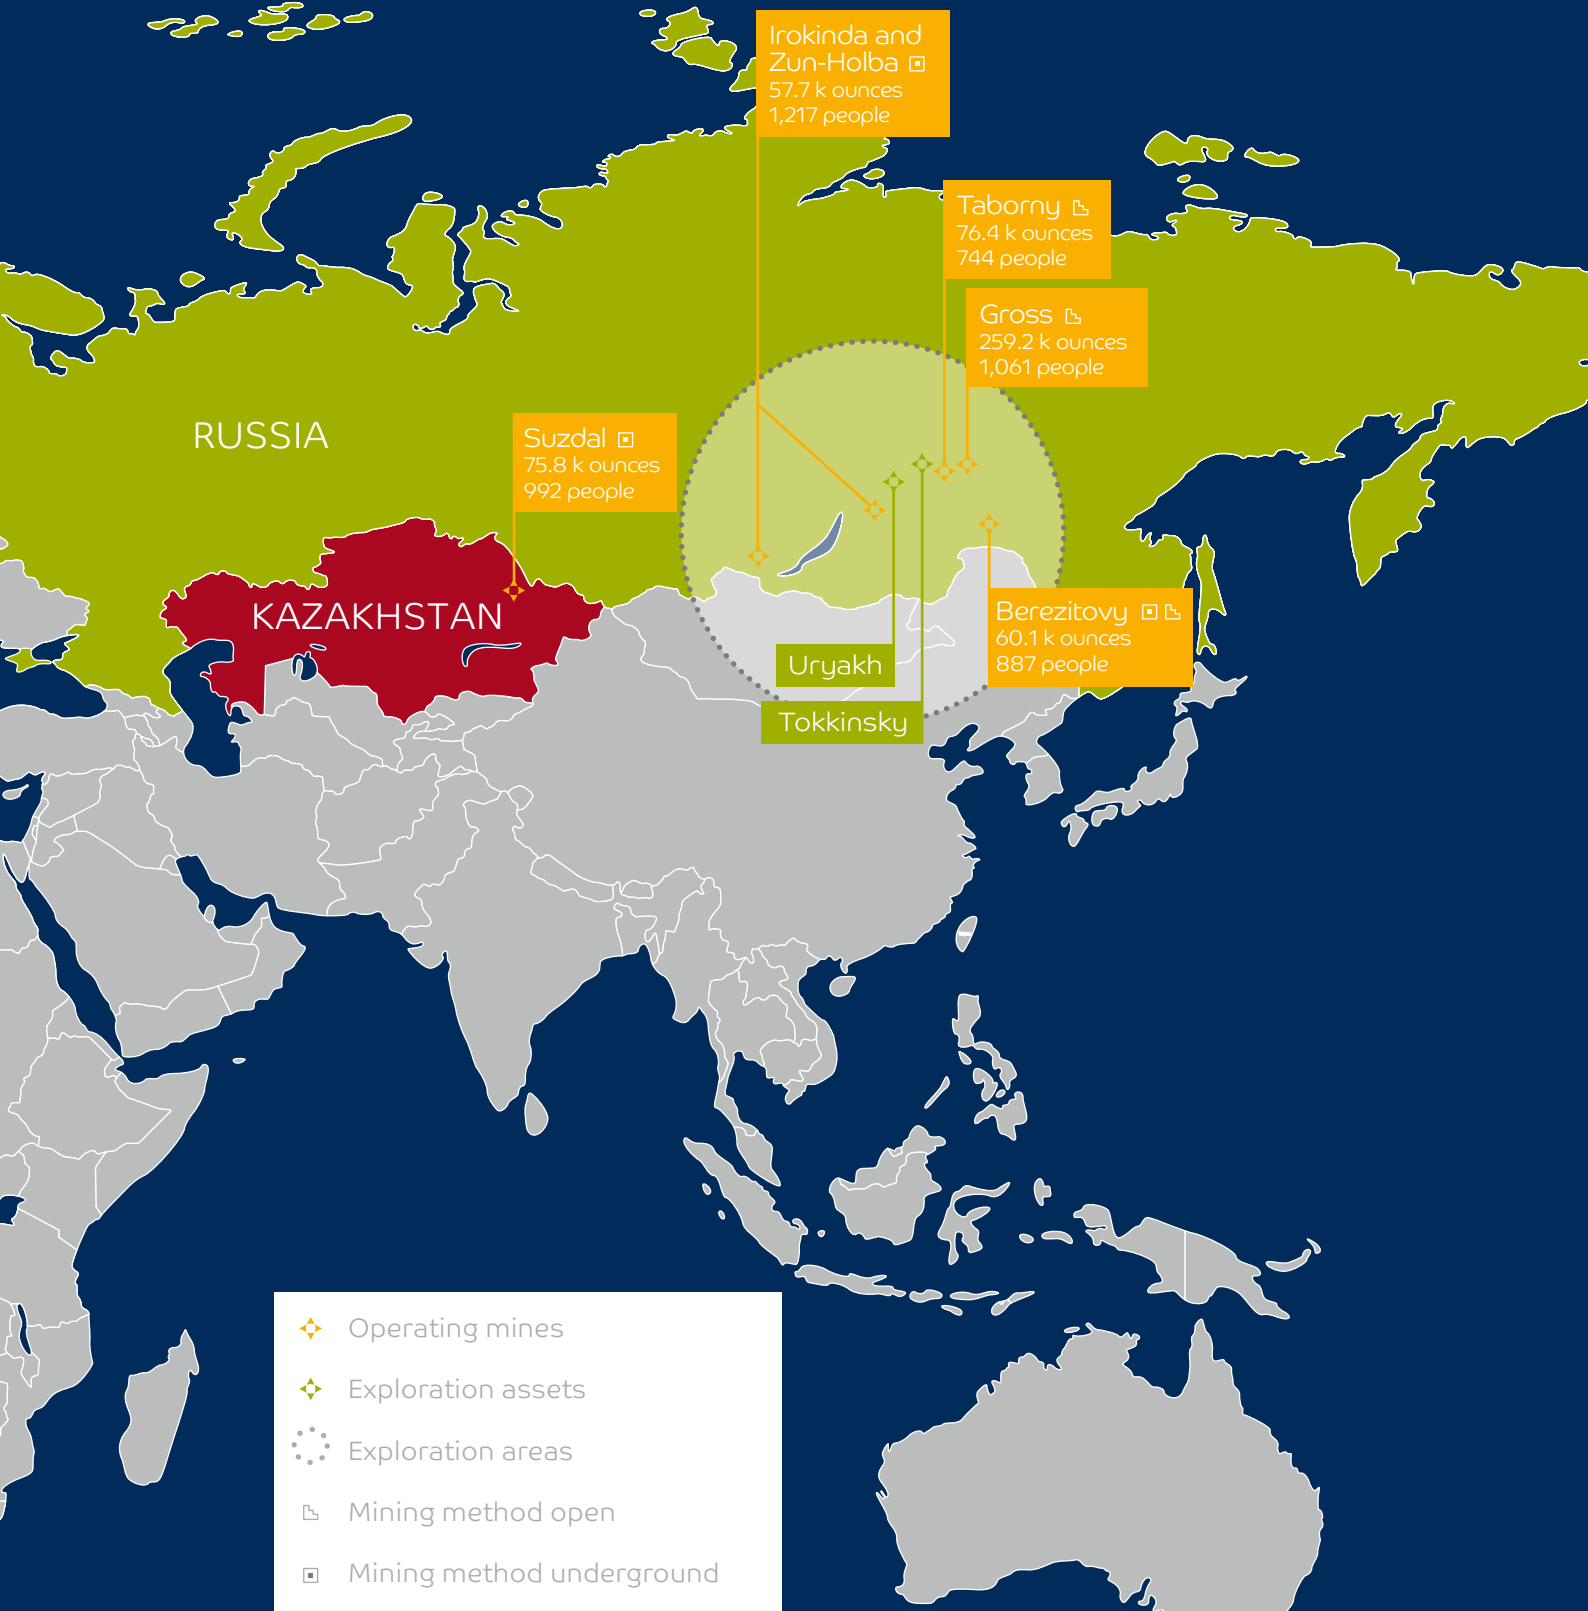 Irokinda and
Zun-Holba
57.7 k ounces
1,217 people
Taborny
76.4 k ounces
744 people
Gross
259.2 k ounces
1,061 people
RUSSIA
Suzdal
75.8 k ounces
992 people
KAZAKHSTAN
Berezitovy
60.1 k ounces
887 people
Uryakh
Tokkinsky
Operating mines
Exploration assets
Exploration areas
Mining method open
Mining method underground